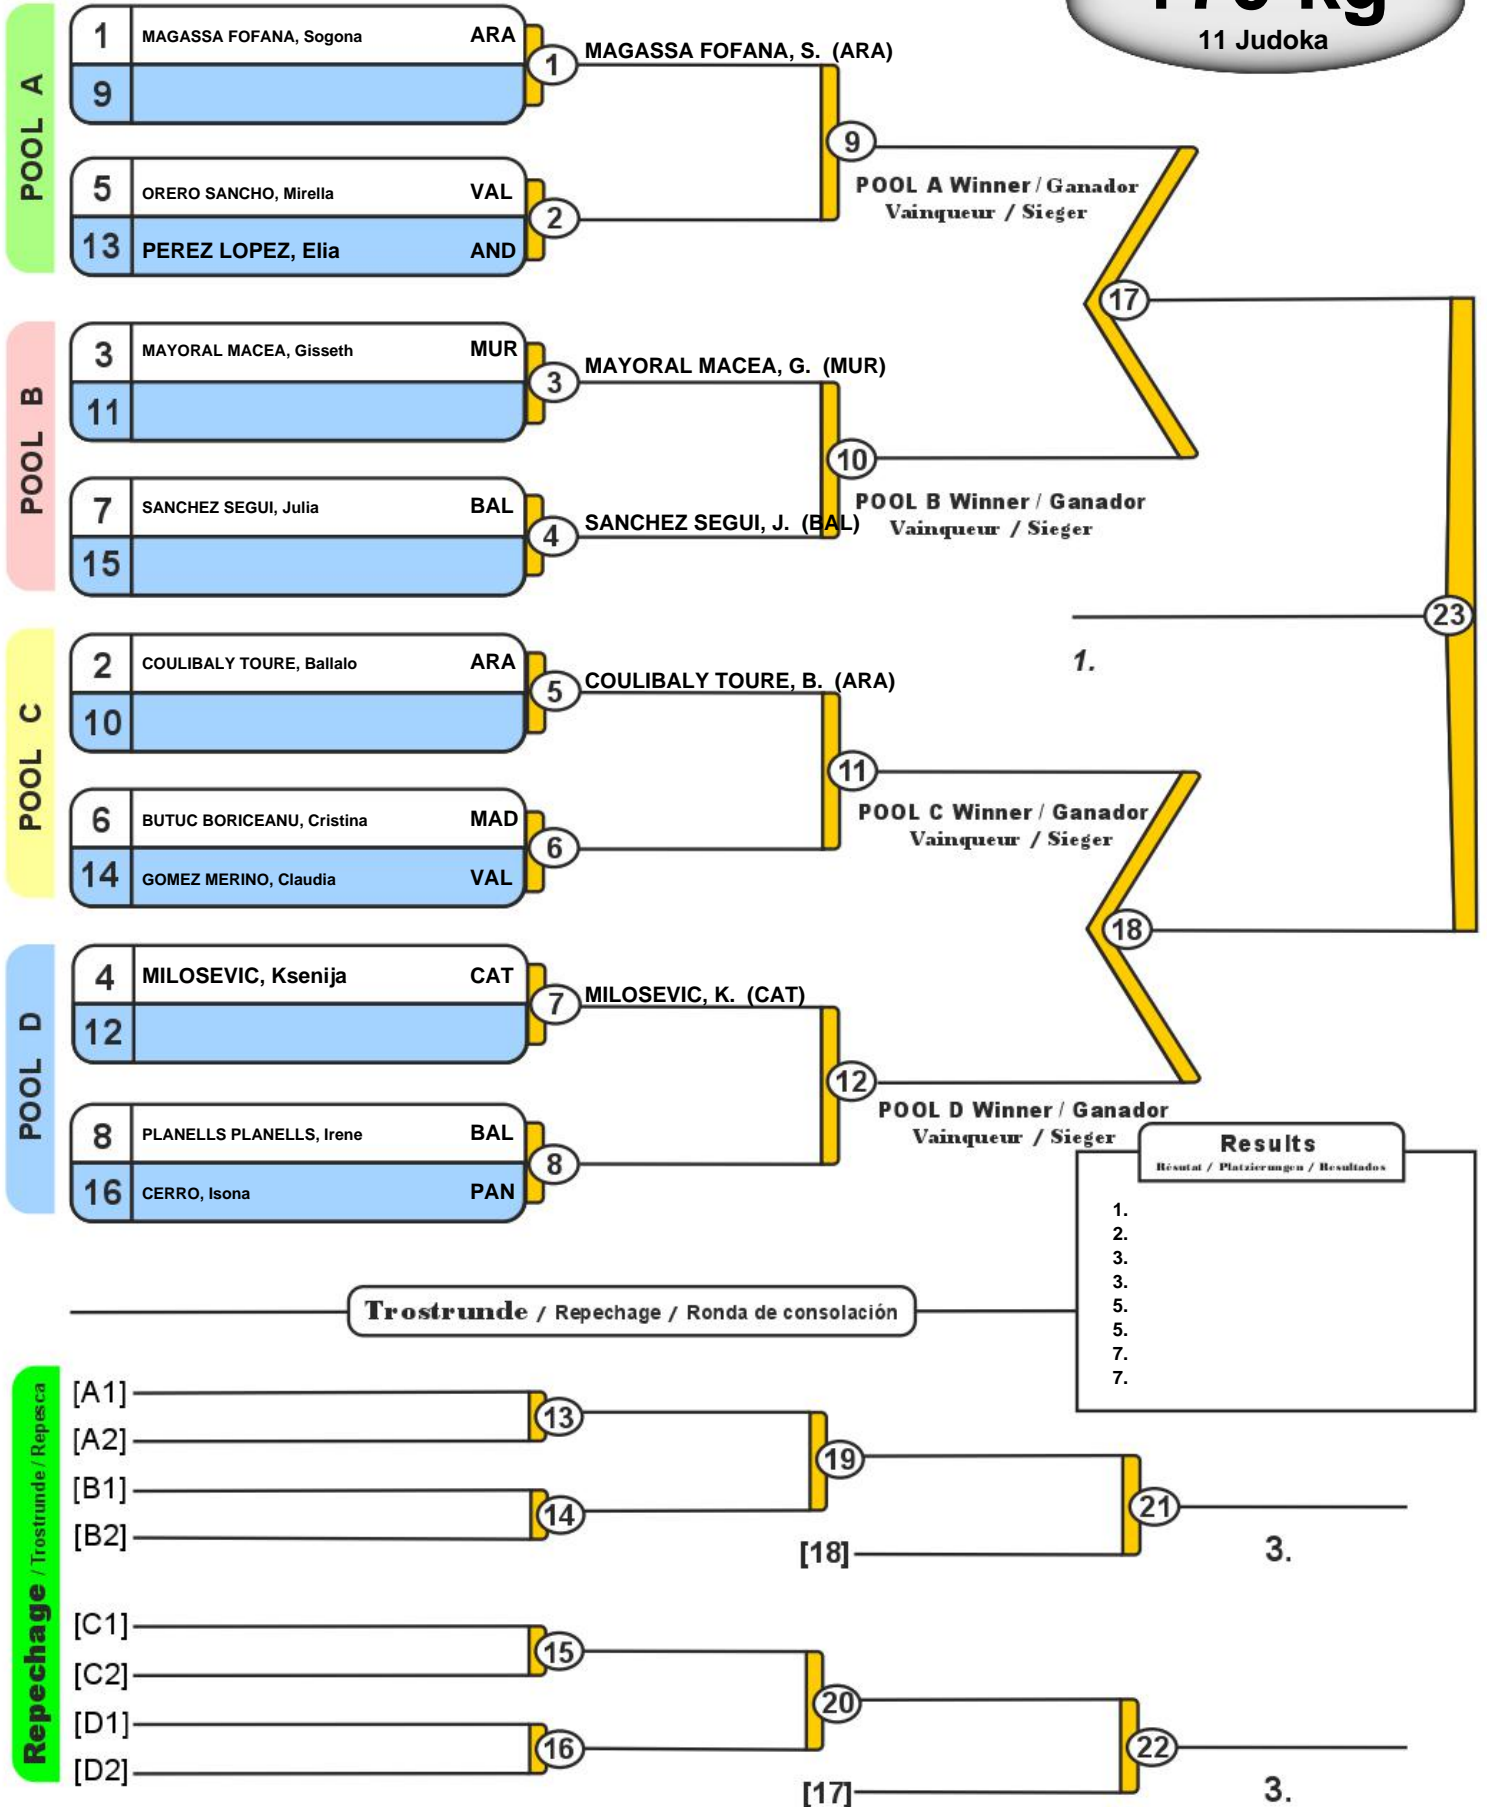 11 Judoka
POOL A
1 MAGASSA FOFANA, Sogona ARA
9
1
MAGASSA FOFANA, S. (ARA)
5 ORERO SANCHO, Mirella VAL
13 PEREZ LOPEZ, Elia AND
2
9
POOL A Winner / Ganador
Vainqueur / Sieger
17
POOL B
3 MAYORAL MACEA, Gisseth MUR
11
3
MAYORAL MACEA, G. (MUR)
7 SANCHEZ SEGUI, Julia BAL
15
4
SANCHEZ SEGUI, J. (BAL)
10
POOL B Winner / Ganador
Vainqueur / Sieger
23
1.
POOL C
2 COULIBALY TOURE, Ballalo ARA
10
5
COULIBALY TOURE, B. (ARA)
6 BUTUC BORICEANU, Cristina MAD
14 GOMEZ MERINO, Claudia VAL
6
11
POOL C Winner / Ganador
Vainqueur / Sieger
18
POOL D
4 MILOSEVIC, Ksenija CAT
12
7
MILOSEVIC, K. (CAT)
8 PLANELLS PLANELLS, Irene BAL
16 CERRO, Isona PAN
8
12
POOL D Winner / Ganador
Vainqueur / Sieger
Results
Résutat / Platzierungen / Resultados
1.
2.
3.
3.
5.
5.
7.
7.
Trostrunde / Repechage / Ronda de consolación
Repechage / Trostrunde / Repesca
[A1]
[A2]
13
[B1]
[B2]
14
19
[18]
21
3.
[C1]
[C2]
15
[D1]
[D2]
16
20
[17]
22
3.